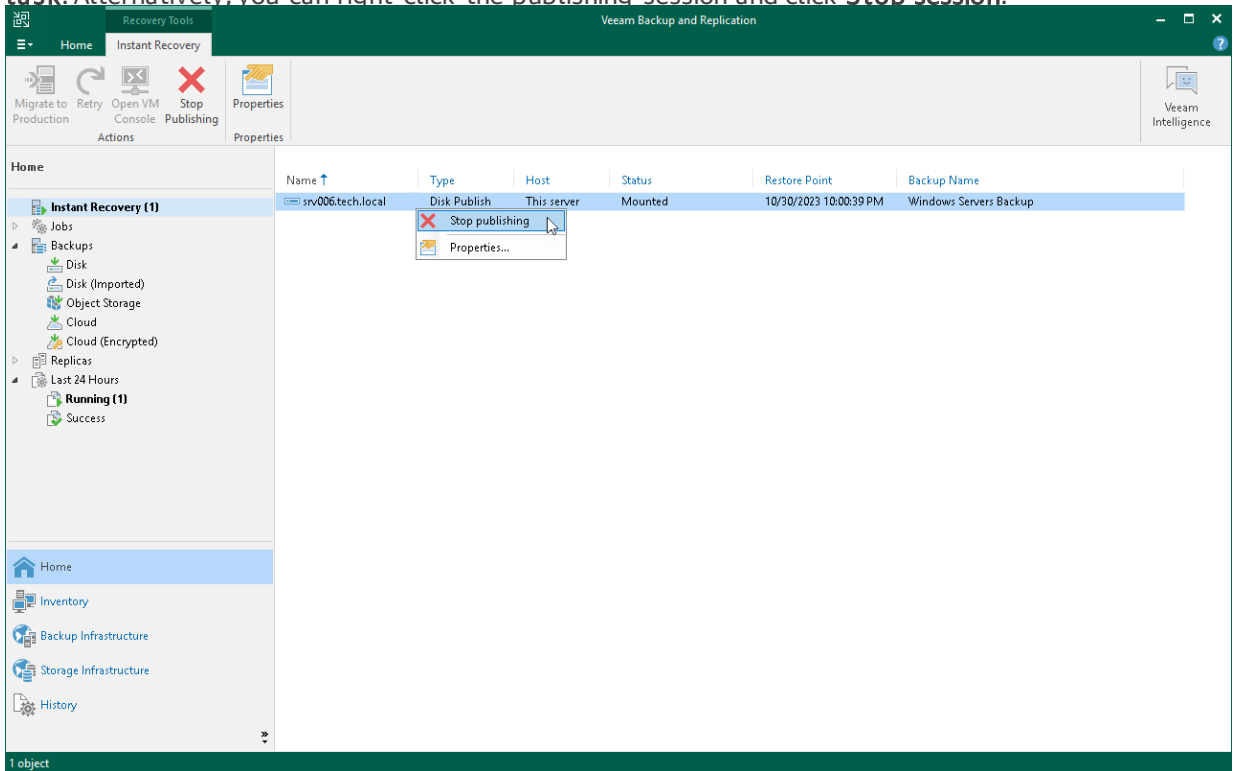 task. Alternatively, you can right-click the publishing session and click Stop session.
Recovery Tools
Veeam Backup and Replication
Home Instant Recovery
Migrate to Production
Retry
Open VM Console
Stop Publishing
Properties
Actions
Properties
Veeam Intelligence
Home
Instant Recovery (1)
Jobs
Backups
Disk
Disk (Imported)
Object Storage
Cloud
Cloud (Encrypted)
Replicas
Last 24 Hours
Running (1)
Success
Name Type Host Status Restore Point Backup Name
srv006.tech.local Disk Publish This server Mounted 10/30/2023 10:00:39 PM Windows Servers Backup
Stop publishing
Properties...
Home
Inventory
Backup Infrastructure
Storage Infrastructure
History
1 object